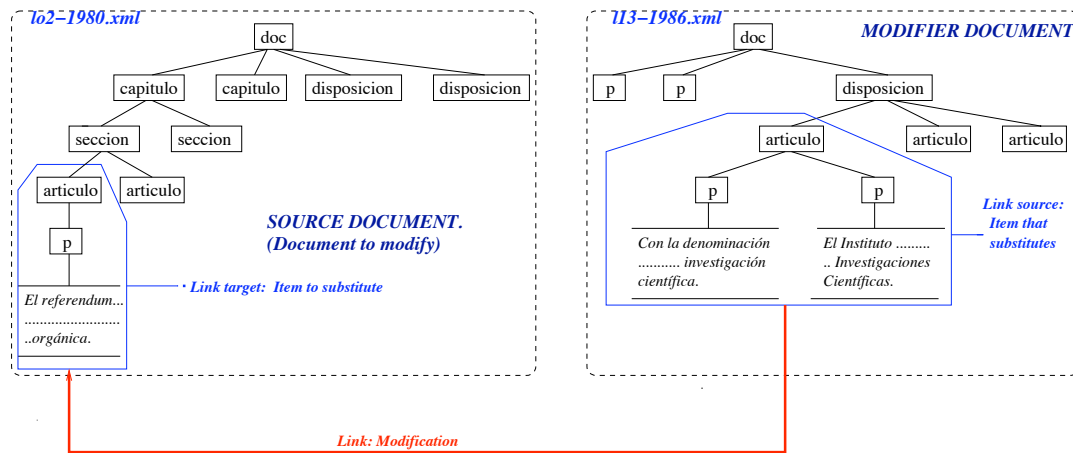 lo2−1980.xml
doc
capitulo
capitulo
disposicion
disposicion
seccion
seccion
articulo
articulo
p
SOURCE DOCUMENT.
(Document to modify)
El referendum...
.........................
..orgánica.
Link target: Item to substitute
l13−1986.xml
MODIFIER DOCUMENT
doc
p
p
disposicion
articulo
articulo
articulo
p
p
Con la denominación
........... investigación
científica.
El Instituto .........
.. Investigaciones
Científicas.
Link source:
Item that
substitutes
Link: Modification